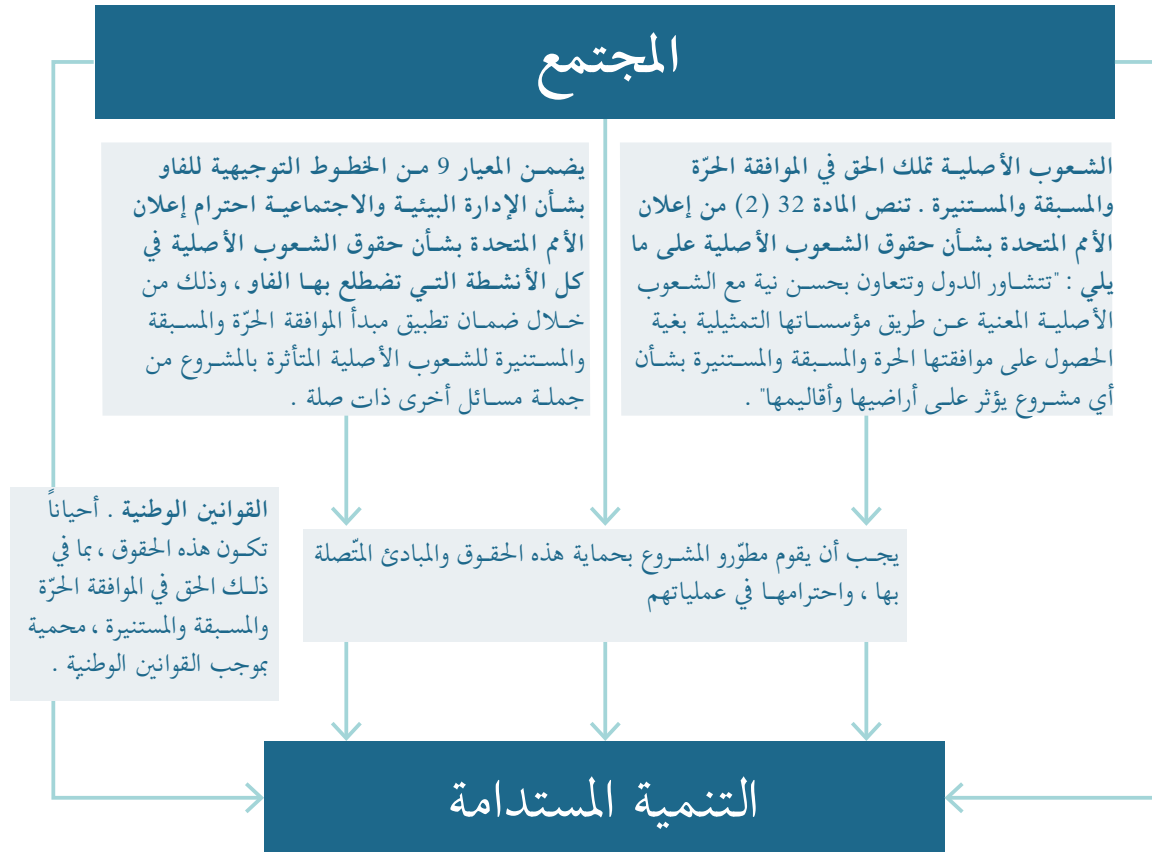 المجتمع
الشعوب الأصلية تملك الحق في الموافقة الحرّة
والمسبقة والمستنيرة . تنص المادة 32 (2) من إعلان
الأمم المتحدة بشأن حقوق الشعوب الأصلية على ما
يلي : "تتشاور الدول وتتعاون بحسن نية مع الشعوب
الأصلية المعنية عن طريق مؤسساتها التمثيلية بغية
الحصول على موافقتها الحرة والمسبقة والمستنيرة بشأن
أي مشروع يؤثر على أراضيها وأقاليمها" .
يضمن المعيار 9 من الخطوط التوجيهية للفاو
بشأن الإدارة البيئية والاجتماعية احترام إعلان
الأمم المتحدة بشأن حقوق الشعوب الأصلية في
كل الأنشطة التي تضطلع بها الفاو ، وذلك من
خلال ضمان تطبيق مبدأ الموافقة الحرّة والمسبقة
والمستنيرة للشعوب الأصلية المتأثرة بالمشروع من
جملة مسائل أخرى ذات صلة .
القوانين الوطنية . أحياناً
تكون هذه الحقوق ، بما في
ذلك الحق في الموافقة الحرّة
والمسبقة والمستنيرة ، محمية
بموجب القوانين الوطنية .
يجب أن يقوم مطوّرو المشروع بحماية هذه الحقوق والمبادئ المتّصلة
بها ، واحترامها في عملياتهم
التنمية المستدامة